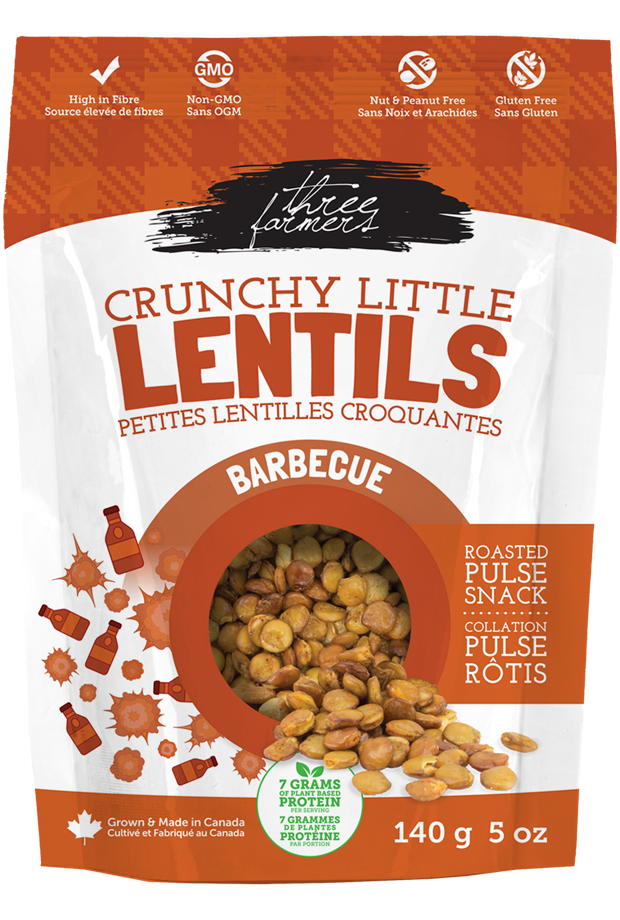 High in Fibre
Source élevée de fibres
GMO
Non-GMO
Sans OGM
Nut & Peanut Free
Sans Noix et Arachides
Gluten Free
Sans Gluten
three
farmers
CRUNCHY LITTLE
LENTILS
PETITES LENTILLES CROQUANTES
BARBECUE
ROASTED
PULSE
SNACK
COLLATION
PULSE
RÔTIS
7 GRAMS
OF PLANT BASED
PROTEIN
PER SERVING
7 GRAMMES
DE PLANTES
PROTÉINE
PAR PORTION
Grown & Made in Canada
Cultivé et Fabriqué au Canada
140 g 5 oz